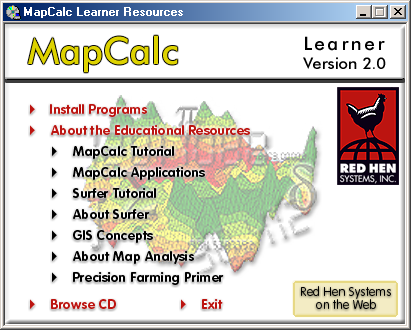 MapCalc Learner Resources
MapCalc
Learner
Version 2.0
Install Programs
About the Educational Resources
MapCalc Tutorial
MapCalc Applications
Surfer Tutorial
About Surfer
GIS Concepts
About Map Analysis
Precision Farming Primer
RED HEN
SYSTEMS, INC.
Browse CD
Exit
Red Hen Systems
on the Web